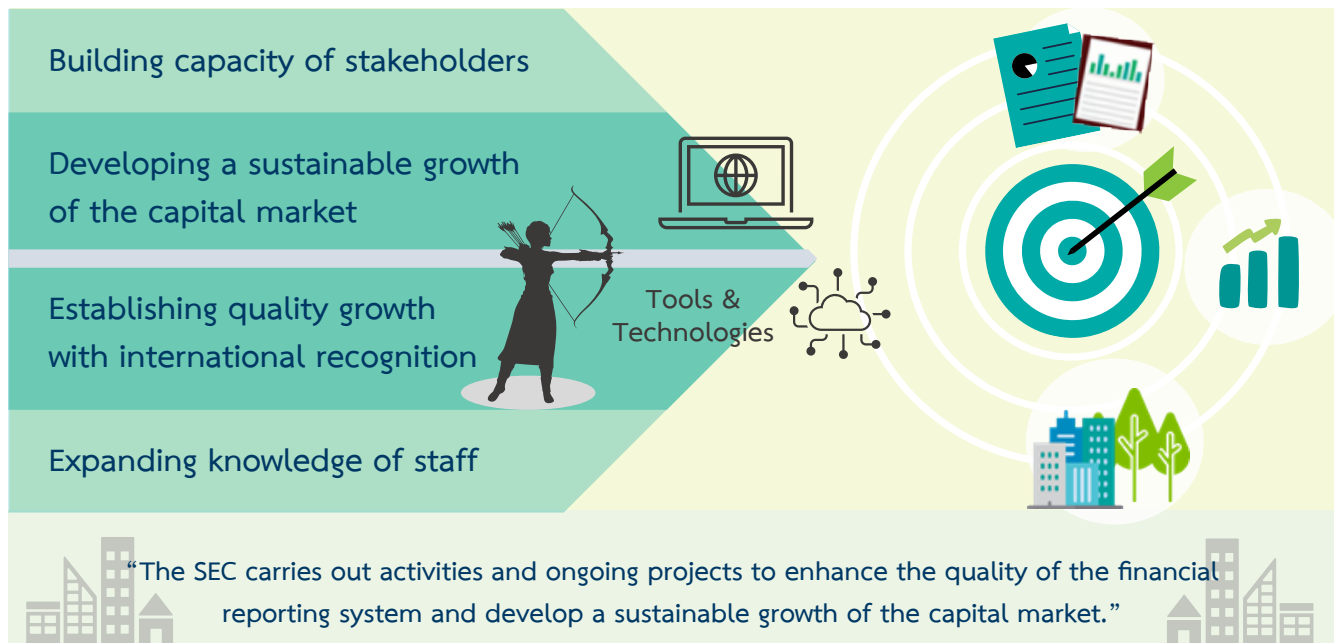 Building capacity of stakeholders
Developing a sustainable growth
of the capital market
Establishing quality growth
with international recognition
Expanding knowledge of staff
Tools &
Technologies
“The SEC carries out activities and ongoing projects to enhance the quality of the financial
reporting system and develop a sustainable growth of the capital market.”